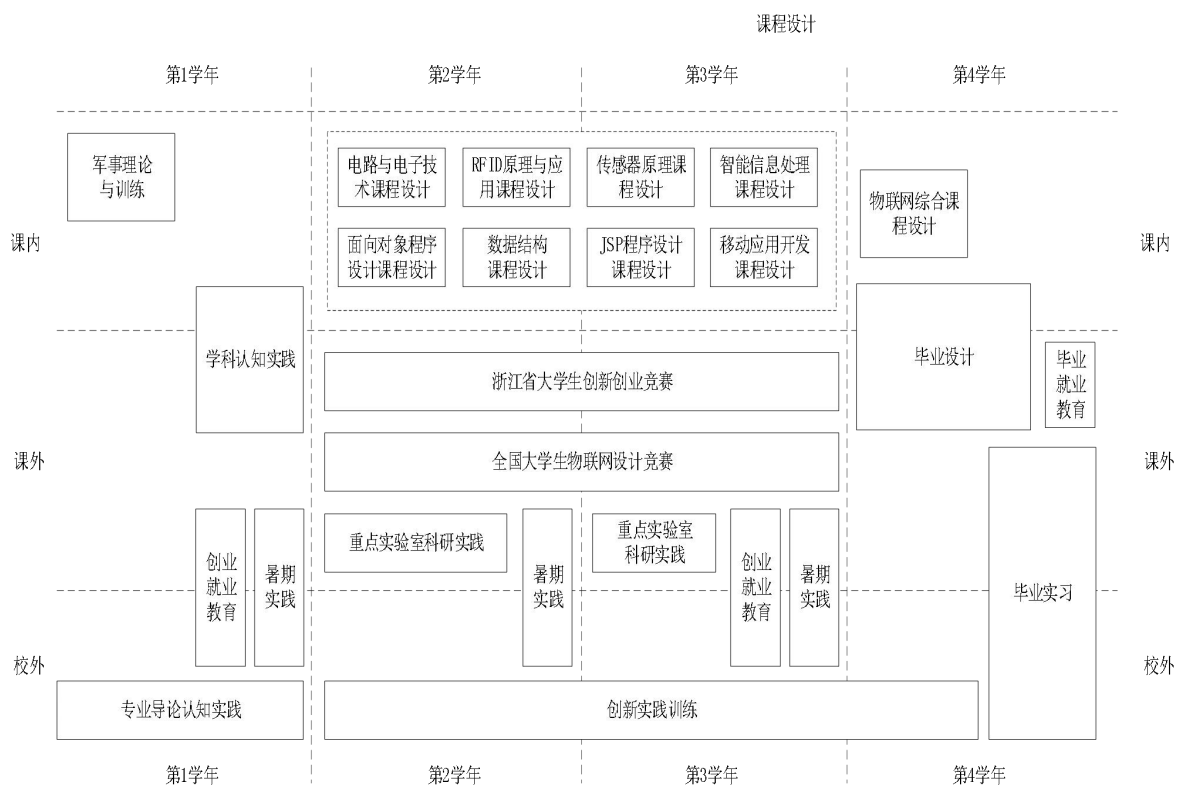 课程设计
第1学年
第2学年
第3学年
第4学年
军事理论
与训练
电路与电子技
术课程设计
RFID原理与应
用课程设计
传感器原理课
程设计
智能信息处理
课程设计
物联网综合课
程设计
课内
课内
面向对象程序
设计课程设计
数据结构
课程设计
JSP程序设计
课程设计
移动应用开发
课程设计
学科认知实践
毕业设计
毕业
就业
教育
浙江省大学生创新创业竞赛
课外
全国大学生物联网设计竞赛
课外
创业
就业
教育
暑期
实践
重点实验室科研实践
暑期
实践
重点实验室
科研实践
创业
就业
教育
暑期
实践
毕业实习
校外
校外
专业导论认知实践
创新实践训练
第1学年
第2学年
第3学年
第4学年